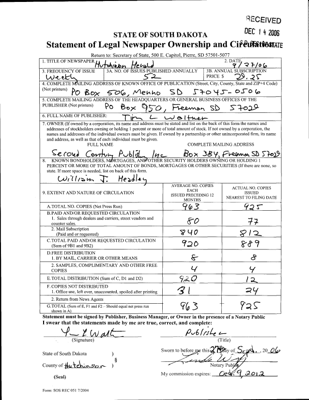 RECEIVED
DEC 14 2006
STATE OF SOUTH DAKOTA
Statement of Legal Newspaper Ownership and Circulation
Return to: Secretary of State, 500 E. Capitol, Pierre, SD 57501-5077
1. TITLE OF NEWSPAPER Hutchinson Herald
2. DATE 9/27/06
3. FREQUENCY OF ISSUE Weekly
3A. NO. OF ISSUES PUBLISHED ANNUALLY 52
3B. ANNUAL SUBSCRIPTION PRICE $
4. COMPLETE MAILING ADDRESS OF KNOWN OFFICE OF PUBLICATION (Street, City, County, State and ZIP+4 Code) (Not printers)
PO Box 506, Menno SD 57045-0506
5. COMPLETE MAILING ADDRESS OF THE HEADQUARTERS OR GENERAL BUSINESS OFFICES OF THE PUBLISHER (Not printers)
PO Box 950, Freeman SD 57029
6. FULL NAME OF PUBLISHER: Tim L Waltner
7. OWNER (If owned by a corporation, its name and address must be stated and list on the back of this form the names and
addresses of stockholders owning or holding 1 percent or more of total amount of stock. If not owned by a corporation, the
names and addresses of the individual owners must be given. If owned by a partnership or other unincorporated firm, its name
and address, as well as that of each individual must be given.
FULL NAME COMPLETE MAILING ADDRESS
Second Century Publ'g Inc Box 389 Freeman SD 57029
8. KNOWN BONDHOLDERS, MORTGAGEES, AND OTHER SECURITY HOLDERS OWNING OR HOLDING 1
PERCENT OR MORE OF TOTAL AMOUNT OF BONDS, MORTGAGES OR OTHER SECURITIES (If there are none, so
state. If more space is needed, list on back of this form.
William J. Headley
9. EXTENT AND NATURE OF CIRCULATION
AVERAGE NO. COPIES EACH ISSUED PRECEDING 12 MONTHS
ACTUAL NO. COPIES ISSUED NEAREST TO FILING DATE
A. TOTAL NO. COPIES (Net Press Run) 963 925
B. PAID AND/OR REQUESTED CIRCULATION
1. Sales through dealers and carriers, street vendors and counter sales. 80 77
2. Mail Subscription (Paid and or requested) 840 812
C. TOTAL PAID AND/OR REQUESTED CIRCULATION (Sum of 9B1 and 9B2) 920 889
D. FREE DISTRIBUTION
1. BY MAIL, CARRIER OR OTHER MEANS
2. SAMPLES, COMPLIMENTARY AND OTHER FREE COPIES 4 4
E. TOTAL DISTRIBUTION (Sum of C, D1 and D2) 12
F. COPIES NOT DISTRIBUTED
1. Office use, left over, unaccounted, spoiled after printing 31 24
2. Return from News Agents
G. TOTAL (Sum of E, F1 and F2 - Should equal net press run shown in A) 963 925
Statement must be signed by Publisher, Business Manager, or Owner in the presence of a Notary Public
I swear that the statements made by me are true, correct, and complete:
Publisher
(Signature) (Title)
State of South Dakota
Sworn to before me this 27th day of Sept., 20 06
County of Hutchinson
Notary Public
(Seal)
My commission expires: Oct. 9, 2012
Form: SOS REC 051 7/2004